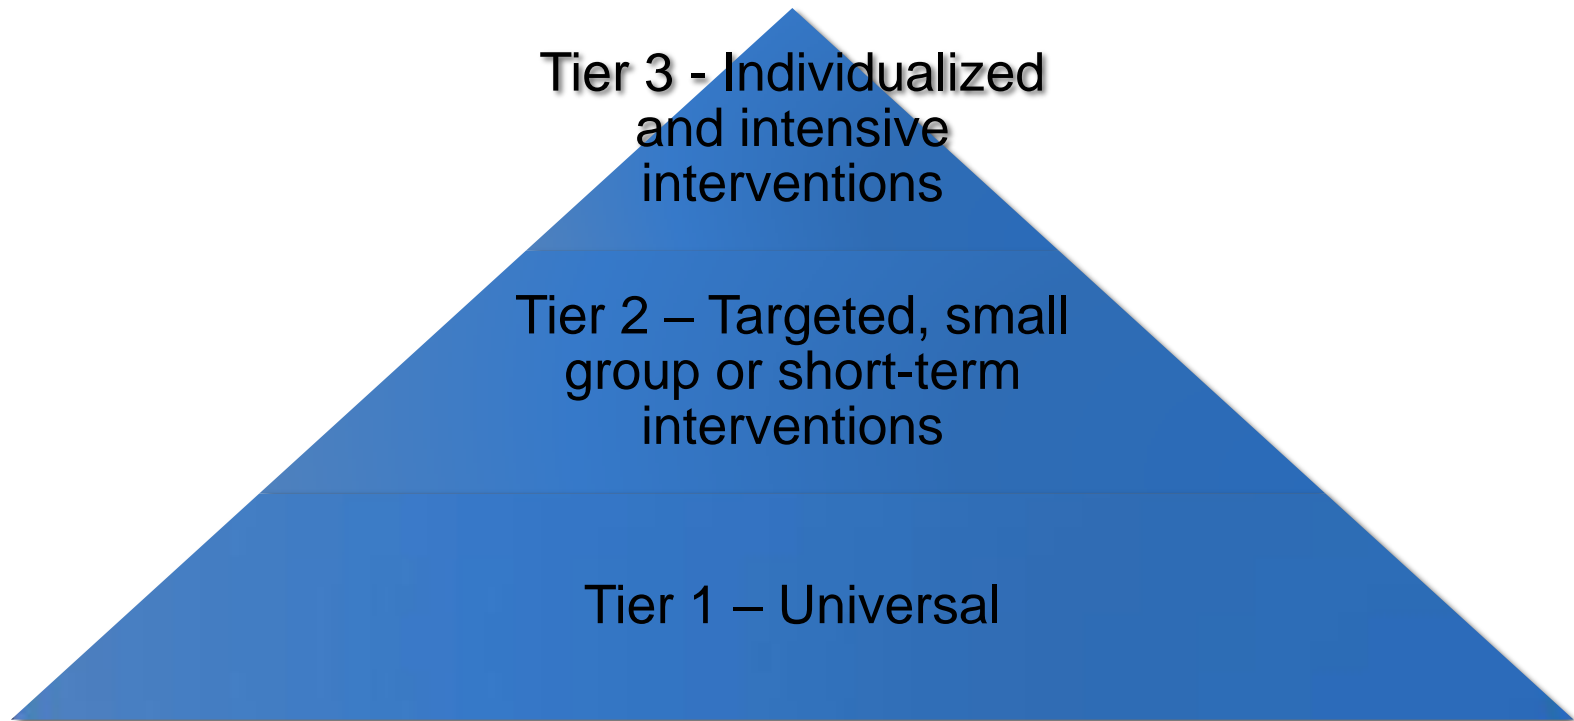 Tier 3 - Individualized
and intensive
interventions
Tier 2 – Targeted, small
group or short-term
interventions
Tier 1 – Universal